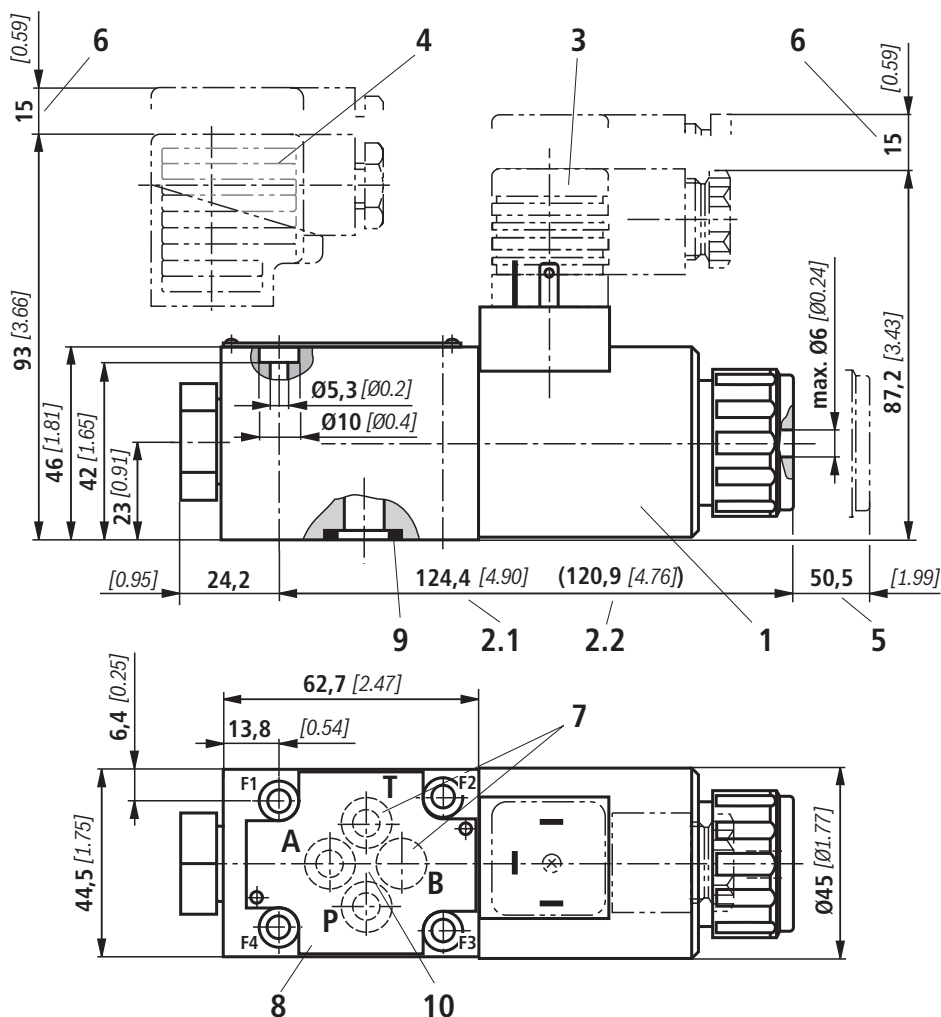 [0.59]
6
4
3
6
[0.59]
15
15
93 [3.66]
46 [1.81]
42 [1.65]
23 [0.91]
Ø5,3 [Ø0.2]
Ø10 [Ø0.4]
max. Ø6 [Ø0.24]
87,2 [3.43]
[0.95] 24,2 124,4 [4.90] (120,9 [4.76]) 50,5 [1.99]
9 2.1 2.2 1 5
6,4 [0.25]
62,7 [2.47]
13,8 [0.54]
7
F1 T F2
A
B
P
F4 F3
44,5 [1.75]
Ø45 [Ø1.77]
8 10